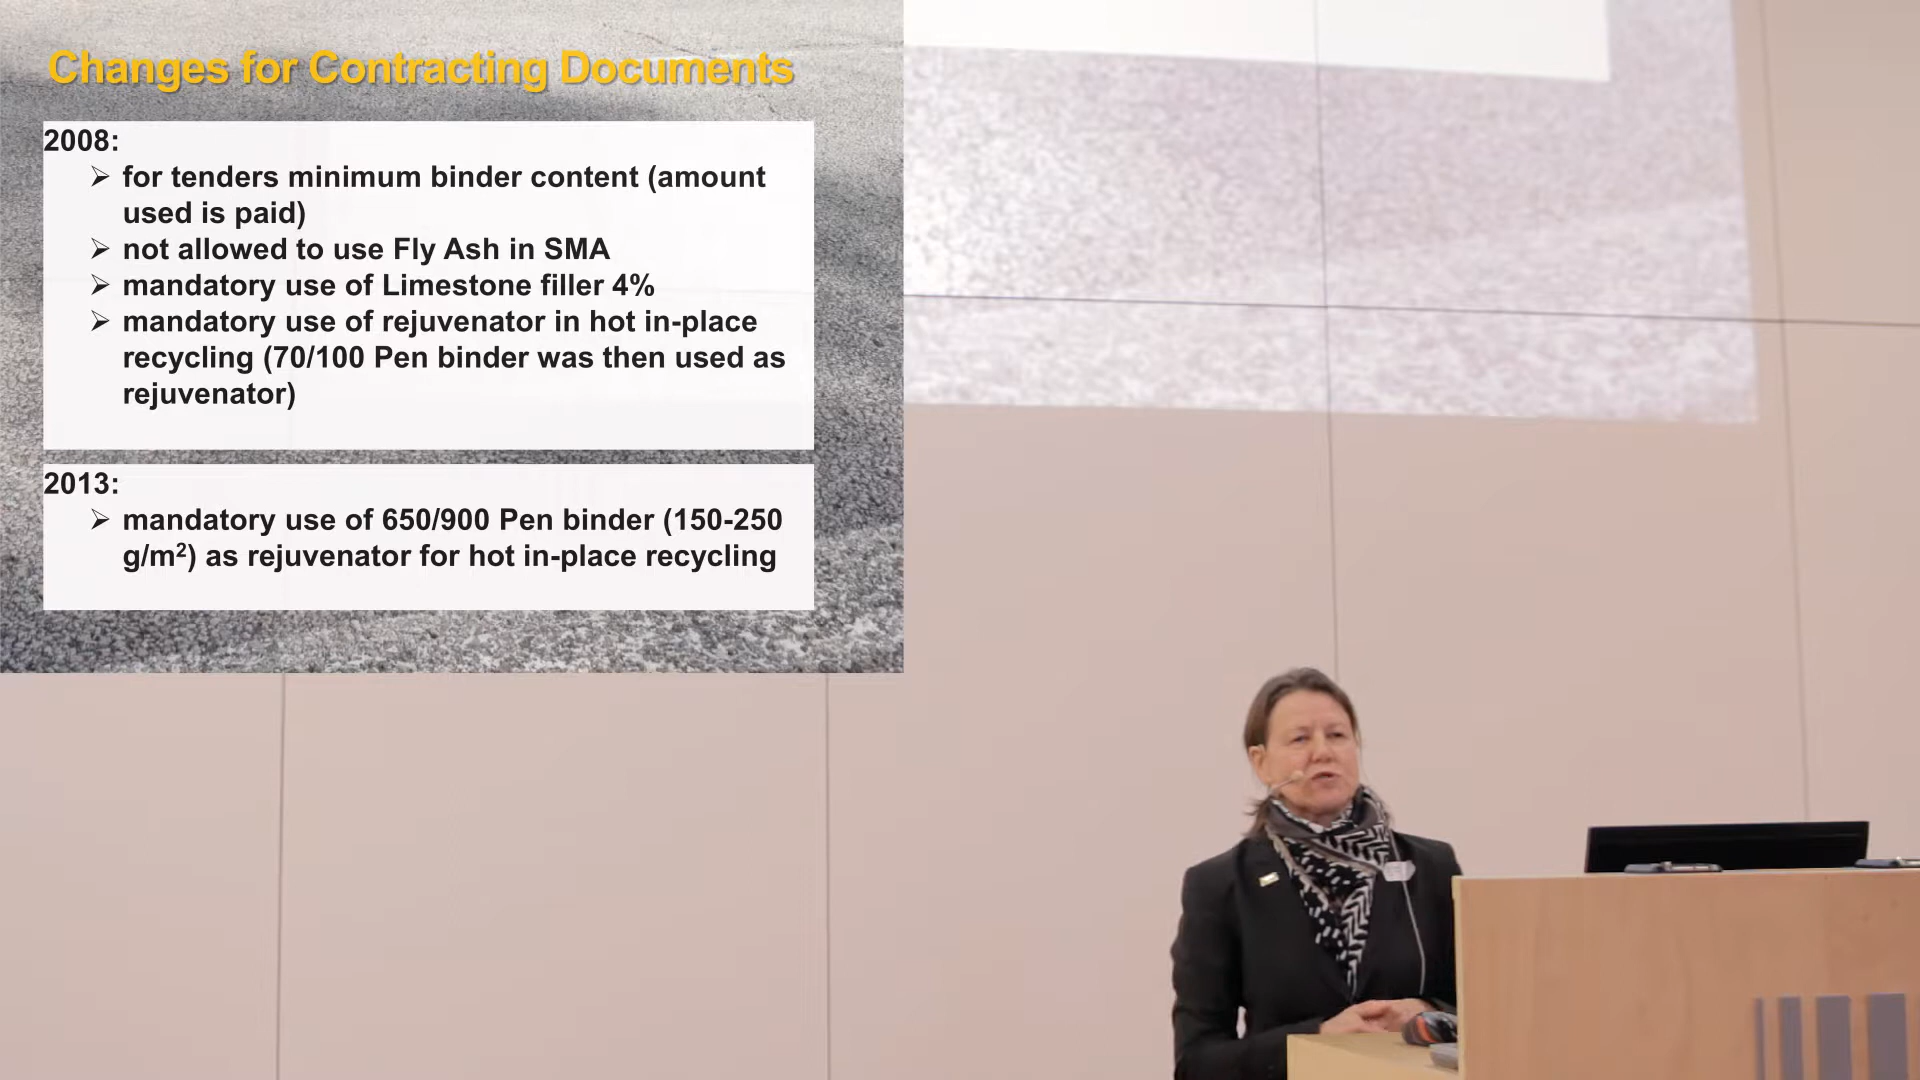 Changes for Contracting Documents
2008:
➢ for tenders minimum binder content (amount
used is paid)
➢ not allowed to use Fly Ash in SMA
➢ mandatory use of Limestone filler 4%
➢ mandatory use of rejuvenator in hot in-place
recycling (70/100 Pen binder was then used as
rejuvenator)
2013:
➢ mandatory use of 650/900 Pen binder (150-250
g/m²) as rejuvenator for hot in-place recycling